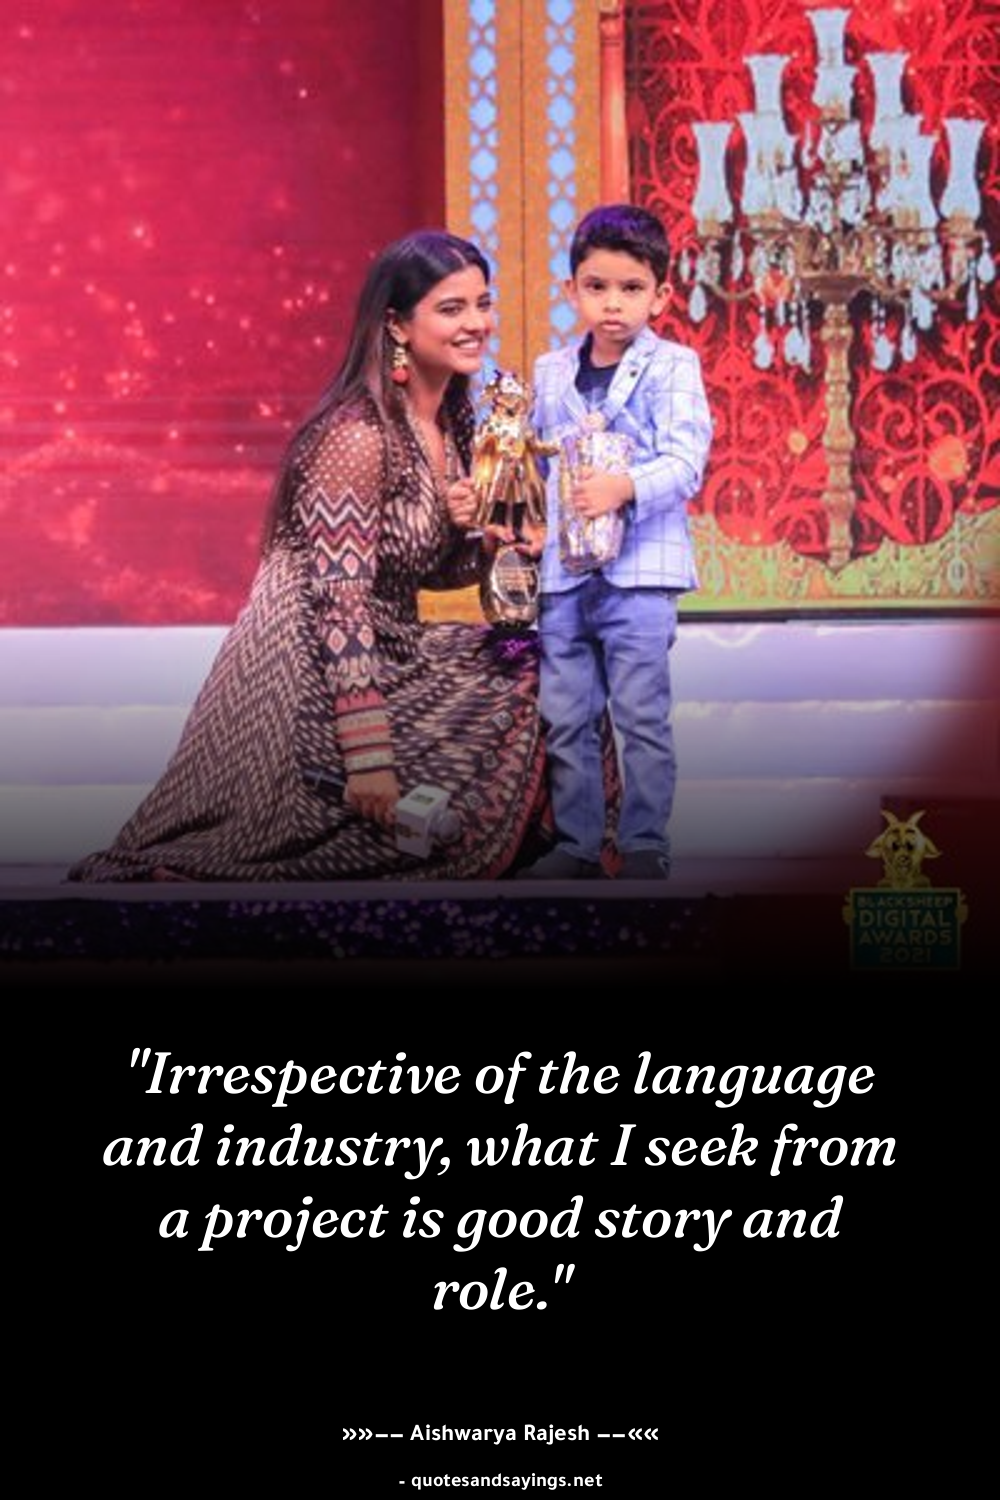 BLACKSHEEP
DIGITAL
AWARDS
2021
"Irrespective of the language
and industry, what I seek from
a project is good story and
role."
»»−− Aishwarya Rajesh −−««
- quotesandsayings.net